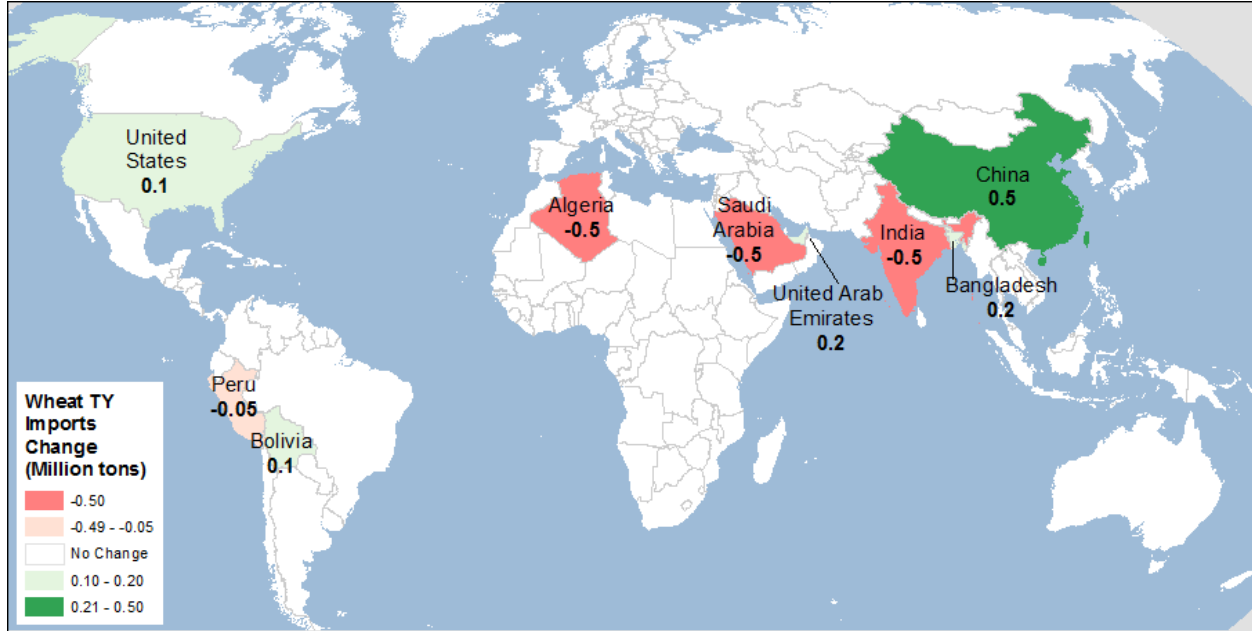 United
States
0.1
Algeria
-0.5
Saudi
Arabia
-0.5
China
0.5
India
-0.5
Bangladesh
0.2
United Arab
Emirates
0.2
Peru
-0.05
Bolivia
0.1
Wheat TY
Imports
Change
(Million tons)
-0.50
-0.49 - -0.05
No Change
0.10 - 0.20
0.21 - 0.50